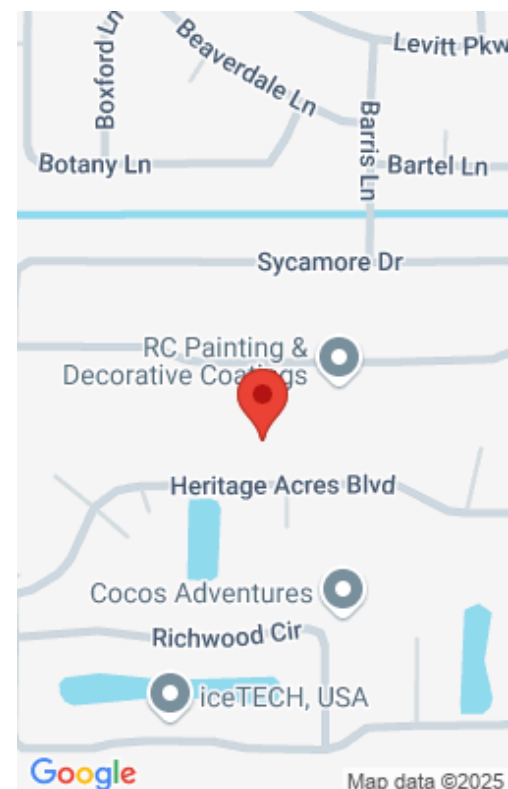 Boxford Ln
Beaverdale Ln
Levitt Pkw
Barris Ln
Botany Ln
Bartel Ln
Sycamore Dr
RC Painting &
Decorative Coatings
Heritage Acres Blvd
Cocos Adventures
Richwood Cir
iceTECH, USA
Google
Map data ©2025